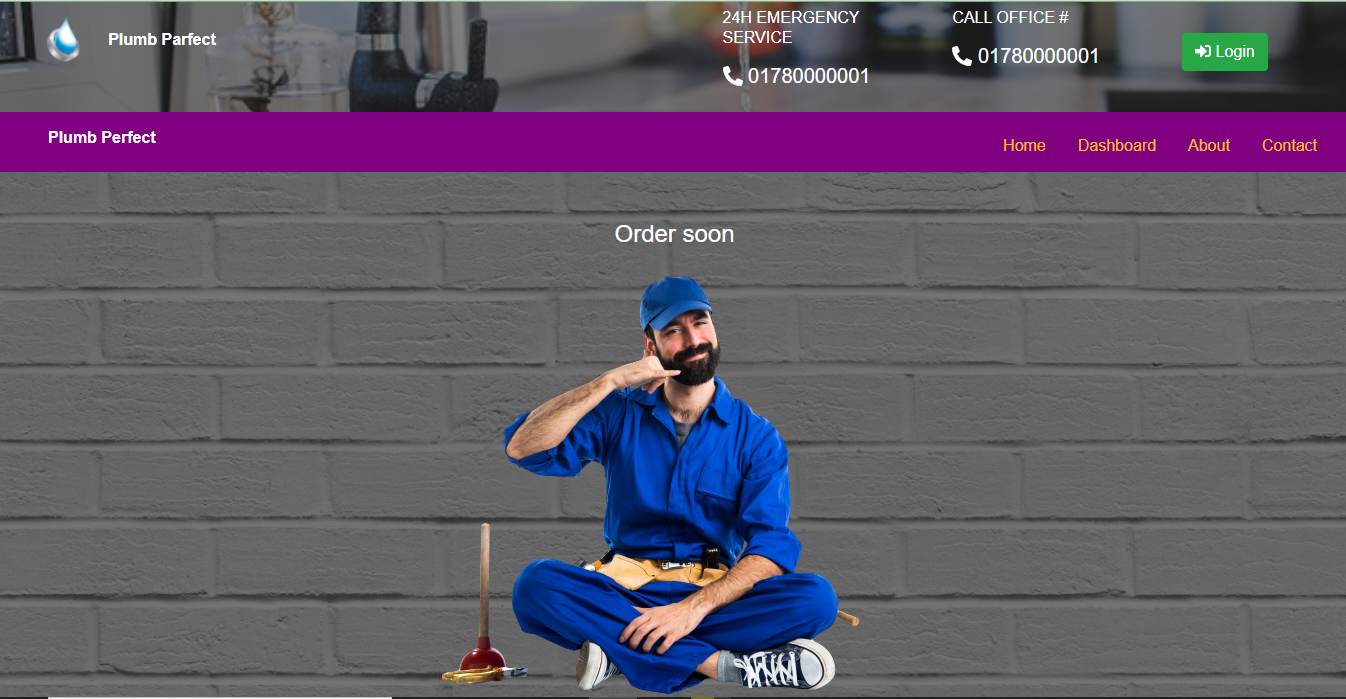 Plumb Parfect
24H EMERGENCY
SERVICE
01780000001
CALL OFFICE #
01780000001
Login
Plumb Perfect
Home
Dashboard
About
Contact
Order soon